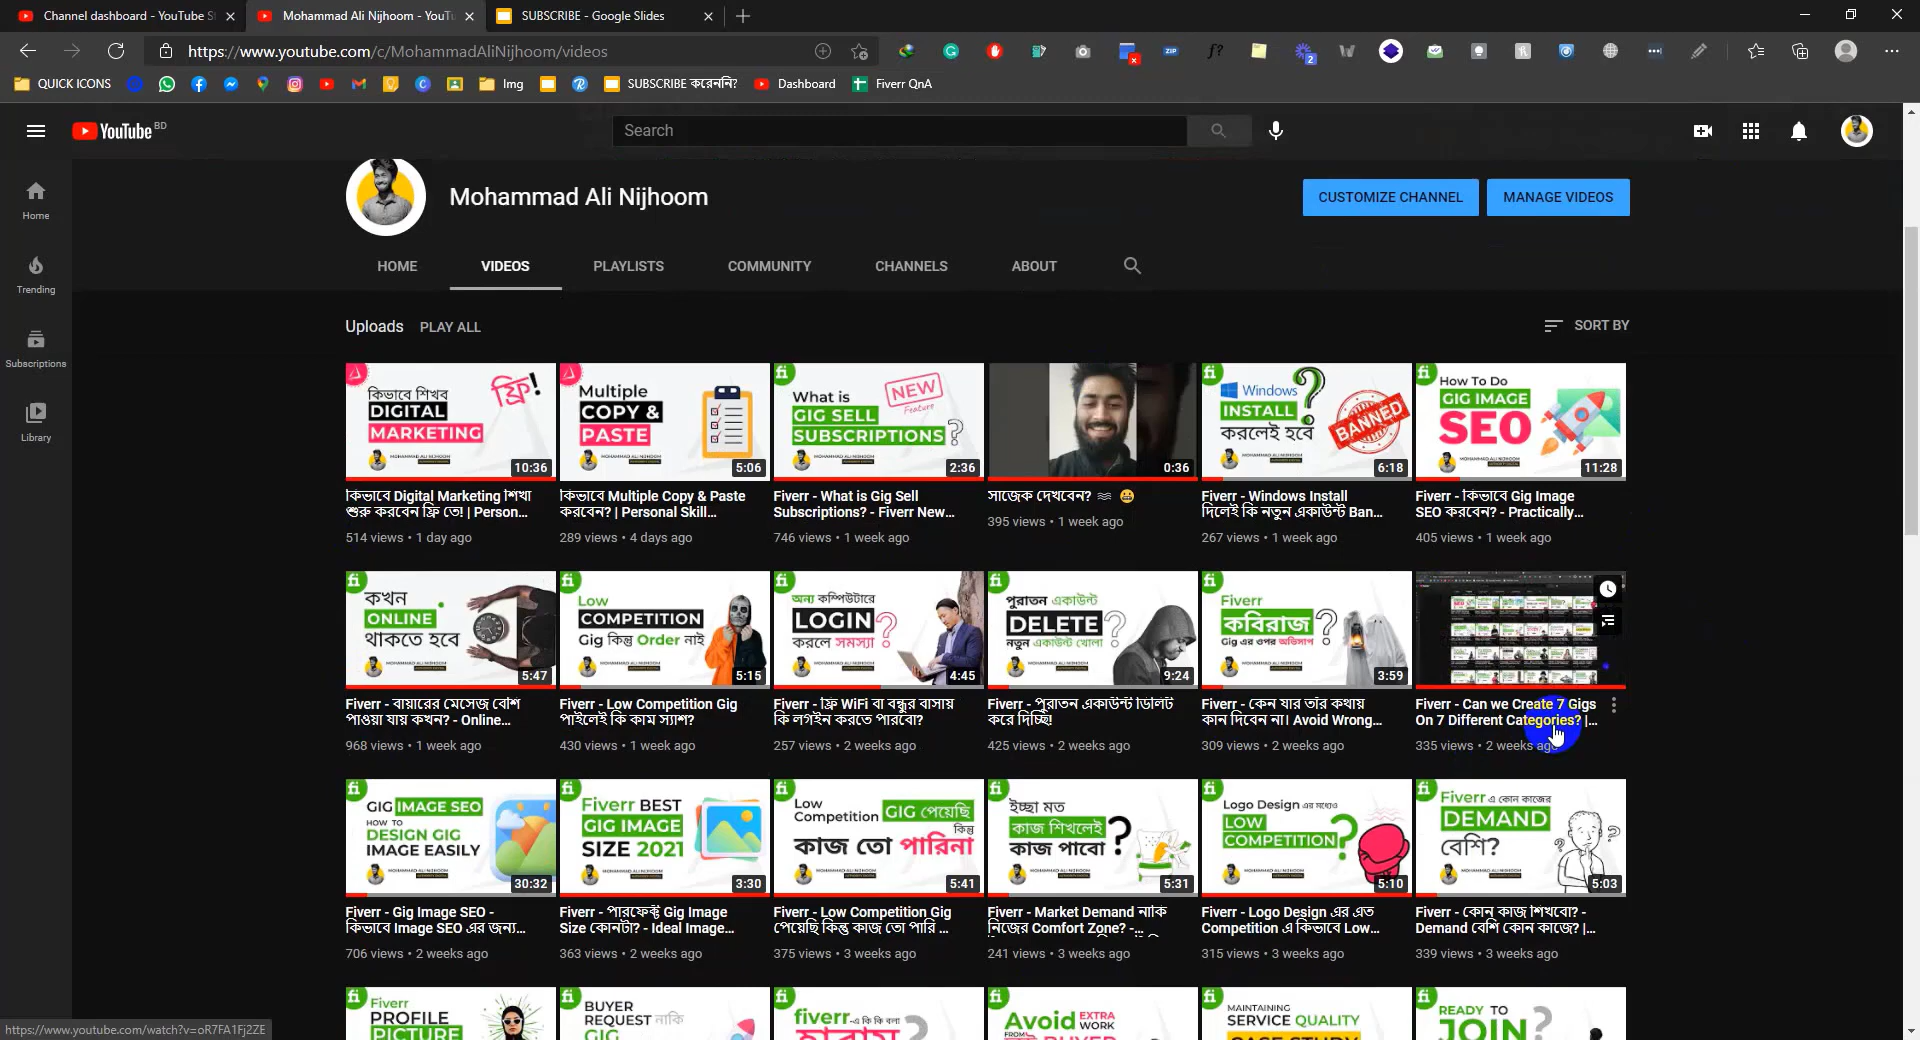 Channel dashboard - YouTube S
Mohammad Ali Nijhoom - YouT
SUBSCRIBE - Google Slides
https://www.youtube.com/c/MohammadAliNijhoom/videos
QUICK ICONS
Img
SUBSCRIBE করেননি?
Dashboard
Fiverr QnA
YouTube BD
Search
Home
Trending
Subscriptions
Library
Mohammad Ali Nijhoom
CUSTOMIZE CHANNEL
MANAGE VIDEOS
HOME
VIDEOS
PLAYLISTS
COMMUNITY
CHANNELS
ABOUT
Uploads PLAY ALL
SORT BY
কিভাবে শিখব
DIGITAL
MARKETING
ফ্রি!
10:36
Multiple
COPY &
PASTE
5:06
What is
GIG SELL
SUBSCRIPTIONS?
NEW
Feature
2:36
0:36
Windows
INSTALL
করলেই হবে
BANNED
6:18
How To Do
GIG IMAGE
SEO
11:28
কিভাবে Digital Marketing শিখা
শুরু করবেন ফ্রি তে! | Person...
514 views • 1 day ago
কিভাবে Multiple Copy & Paste
করবেন? | Personal Skill...
289 views • 4 days ago
Fiverr - What is Gig Sell
Subscriptions? - Fiverr New...
746 views • 1 week ago
সাজেক দেখবেন?
395 views • 1 week ago
Fiverr - Windows Install
দিলেই কি নতুন একাউন্ট Ban...
267 views • 1 week ago
Fiverr - কিভাবে Gig Image
SEO করবেন? - Practically...
405 views • 1 week ago
কখন
ONLINE
থাকতে হবে
5:47
Low
COMPETITION
Gig কিন্তু Order নাই
5:15
অন্য কম্পিউটারে
LOGIN
করলে সমস্যা?
4:45
পুরাতন একাউন্ট
DELETE
নতুন একাউন্ট খোলা?
9:24
Fiverr
কবিরাজ?
Gig এর ওপর অভিশাপ
3:59
Fiverr - বায়ারের মেসেজ বেশি
পাওয়া যায় কখন? - Online...
968 views • 1 week ago
Fiverr - Low Competition Gig
পাইলেই কি কাম স্যাশ?
430 views • 1 week ago
Fiverr - ফ্রি WiFi বা বন্ধুর বাসায়
কি লগইন করতে পারবো?
257 views • 2 weeks ago
Fiverr - পুরাতন একাউন্ট ডিলিট
করে দিচ্ছি!
425 views • 2 weeks ago
Fiverr - কেন যার তার কথায়
কান দিবেন না। Avoid Wrong...
309 views • 2 weeks ago
Fiverr - Can we Create 7 Gigs
On 7 Different Categories? |...
335 views • 2 weeks ago
GIG IMAGE SEO
HOW TO
DESIGN GIG
IMAGE EASILY
30:32
Fiverr BEST
GIG IMAGE
SIZE 2021
3:30
Low
Competition GIG পেয়েছি
কিন্তু
কাজ তো পারিনা
5:41
ইচ্ছা মত
কাজ শিখলেই
কাজ পাবো?
5:31
Logo Design এর মধ্যেও
LOW
COMPETITION?
5:10
Fiverr এ কোন কাজের
DEMAND
বেশি?
5:03
Fiverr - Gig Image SEO -
কিভাবে Image SEO এর জন্য...
706 views • 2 weeks ago
Fiverr - পারফেক্ট Gig Image
Size কোনটা? - Ideal Image...
363 views • 2 weeks ago
Fiverr - Low Competition Gig
পেয়েছি কিন্তু কাজ তো পারি ...
375 views • 3 weeks ago
Fiverr - Market Demand নাকি
নিজের Comfort Zone? -...
241 views • 3 weeks ago
Fiverr - Logo Design এর এত
Competition এ কিভাবে Low...
315 views • 3 weeks ago
Fiverr - কোন কাজ শিখবো? -
Demand বেশি কোন কাজে? |...
339 views • 3 weeks ago
Fiverr
PROFILE
PICTURE
BUYER
REQUEST নাকি
GIG
fiverr-এ কি কি বলা
হারাম?
Avoid EXTRA
WORK
MAINTAINING
SERVICE QUALITY
CASE STUDY
READY TO
JOIN?
https://www.youtube.com/watch?v=oR7FA1Fj2ZE